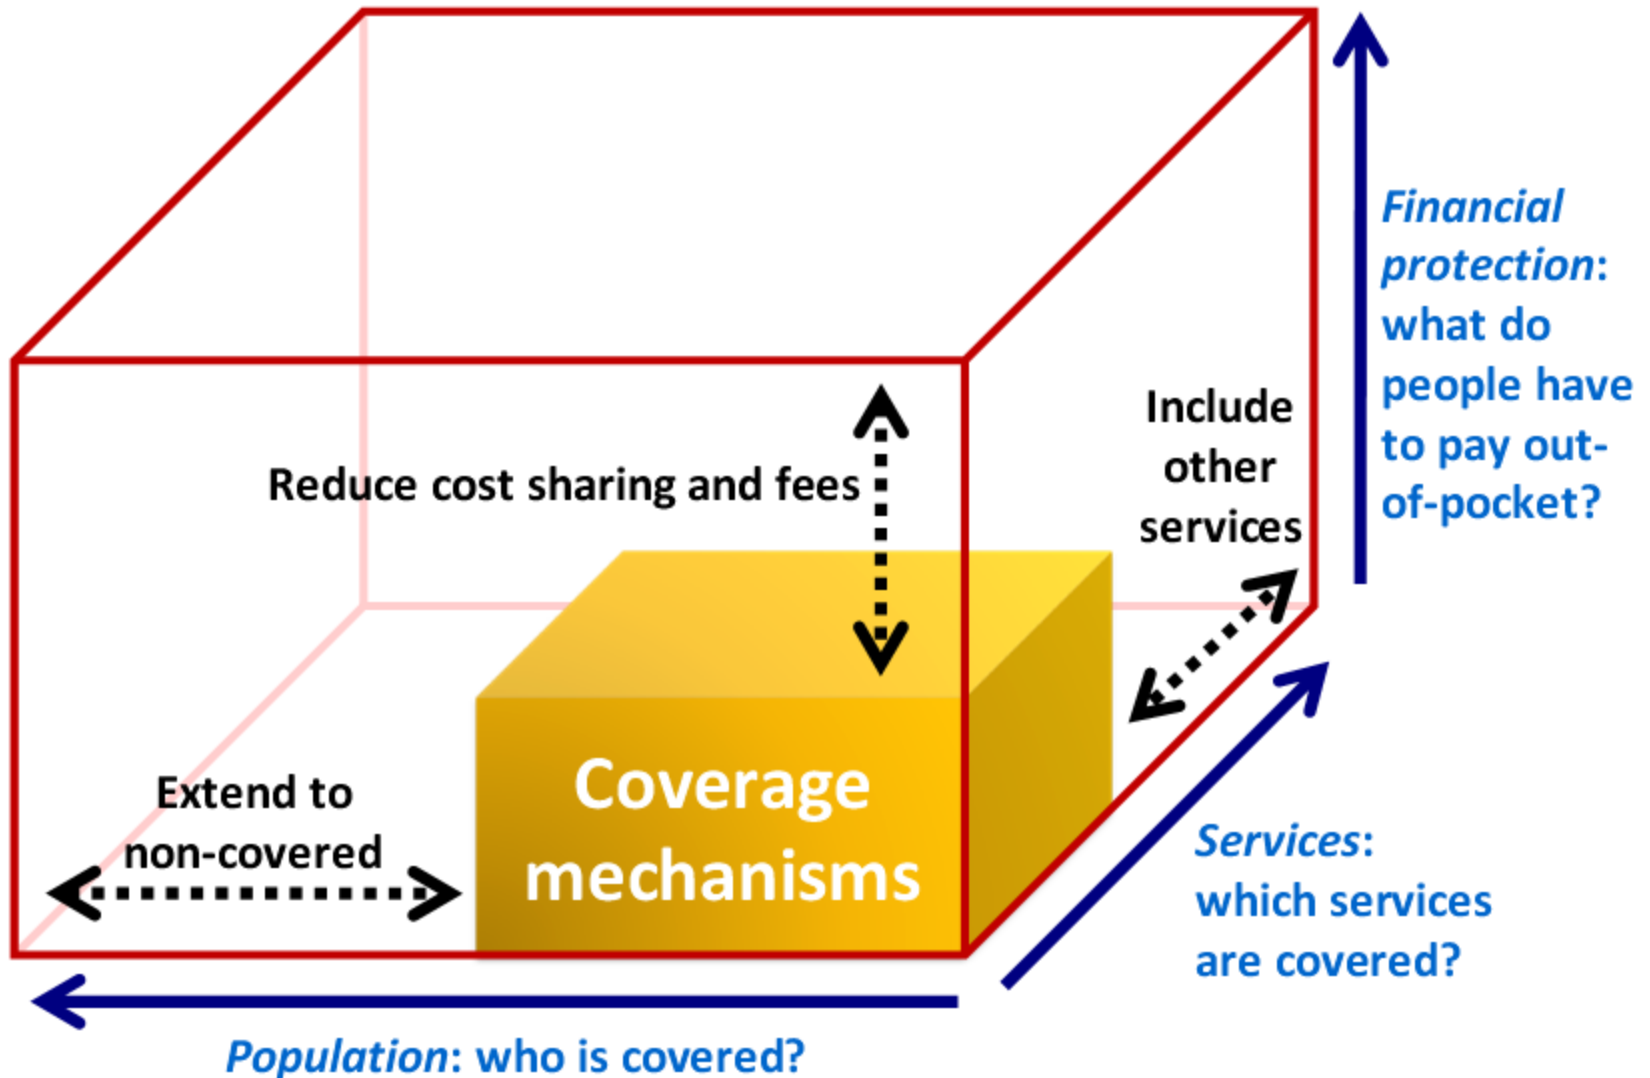 Financial
protection:
what do
people have
to pay out-
of-pocket?
Include
other
services
Reduce cost sharing and fees
Extend to
non-covered
Coverage
mechanisms
Services:
which services
are covered?
Population: who is covered?